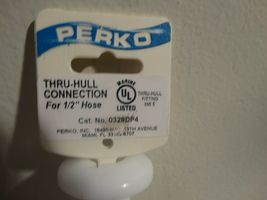 PERKO
THRU-HULL
CONNECTION
For 1/2" Hose
MARINE
UL
LISTED
THRU-HULL
FITTING
Cat. No. 0328DP4
PERKO, INC. AVENUE
MIAMI, FL